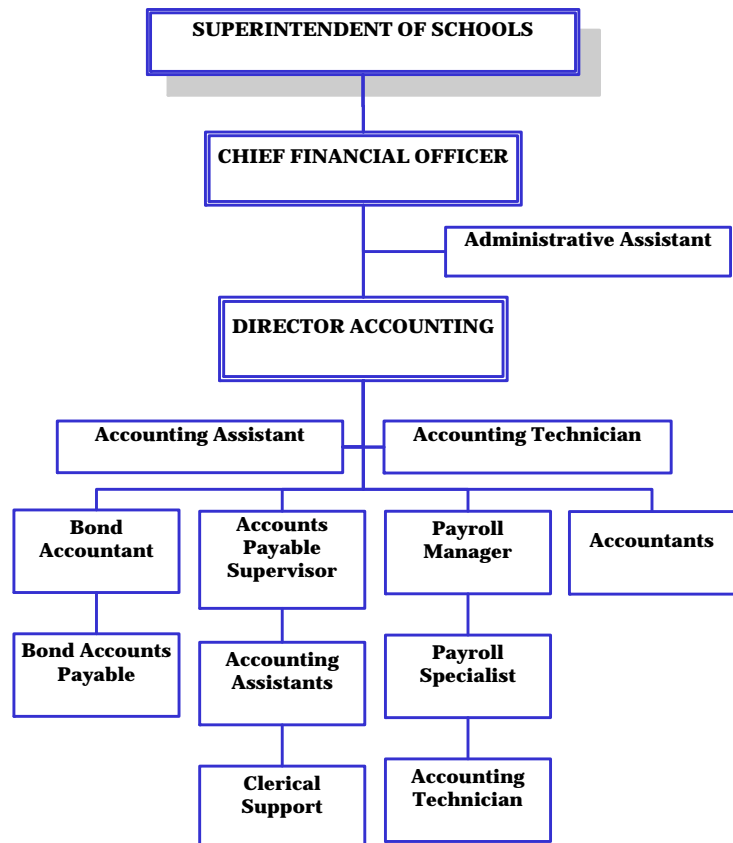 SUPERINTENDENT OF SCHOOLS
CHIEF FINANCIAL OFFICER
Administrative Assistant
DIRECTOR ACCOUNTING
Accounting Assistant
Accounting Technician
Bond
Accountant
Accounts
Payable
Supervisor
Payroll
Manager
Accountants
Bond Accounts
Payable
Accounting
Assistants
Payroll
Specialist
Clerical
Support
Accounting
Technician